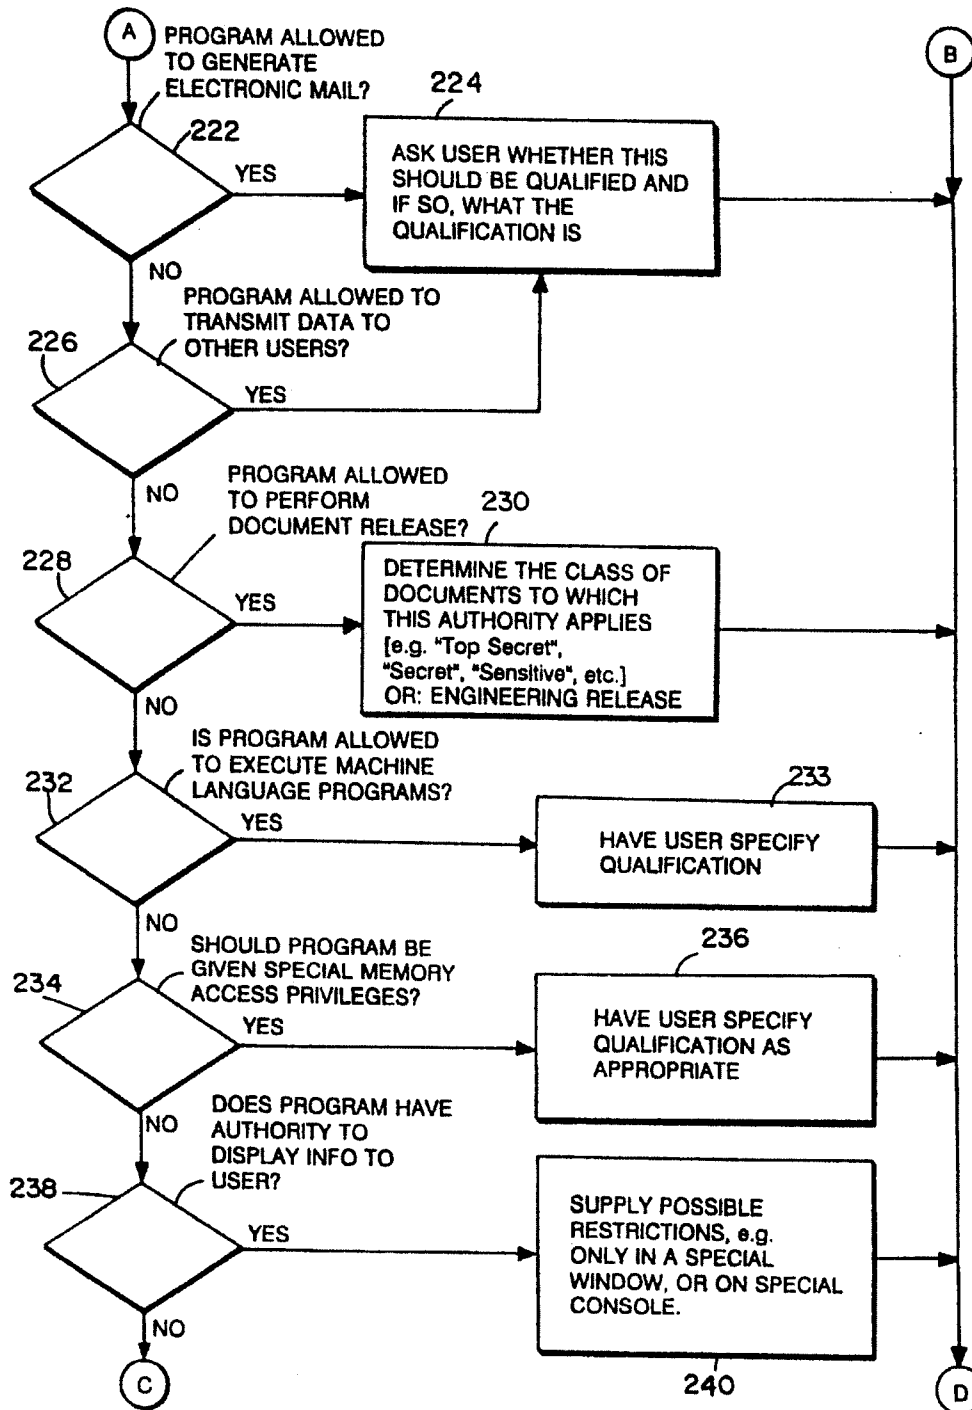 A
PROGRAM ALLOWED
TO GENERATE
ELECTRONIC MAIL?
B
222
YES
224
ASK USER WHETHER THIS
SHOULD BE QUALIFIED AND
IF SO, WHAT THE
QUALIFICATION IS
NO
PROGRAM ALLOWED TO
TRANSMIT DATA TO
OTHER USERS?
226
YES
NO
PROGRAM ALLOWED
TO PERFORM
DOCUMENT RELEASE?
228
YES
230
DETERMINE THE CLASS OF
DOCUMENTS TO WHICH
THIS AUTHORITY APPLIES
[e.g. "Top Secret",
"Secret", "Sensitive", etc.]
OR: ENGINEERING RELEASE
NO
IS PROGRAM ALLOWED
TO EXECUTE MACHINE
LANGUAGE PROGRAMS?
232
YES
233
HAVE USER SPECIFY
QUALIFICATION
NO
SHOULD PROGRAM BE
GIVEN SPECIAL MEMORY
ACCESS PRIVILEGES?
234
YES
236
HAVE USER SPECIFY
QUALIFICATION AS
APPROPRIATE
NO
DOES PROGRAM HAVE
AUTHORITY TO
DISPLAY INFO TO
USER?
238
YES
SUPPLY POSSIBLE
RESTRICTIONS, e.g.
ONLY IN A SPECIAL
WINDOW, OR ON SPECIAL
CONSOLE.
240
NO
C
D